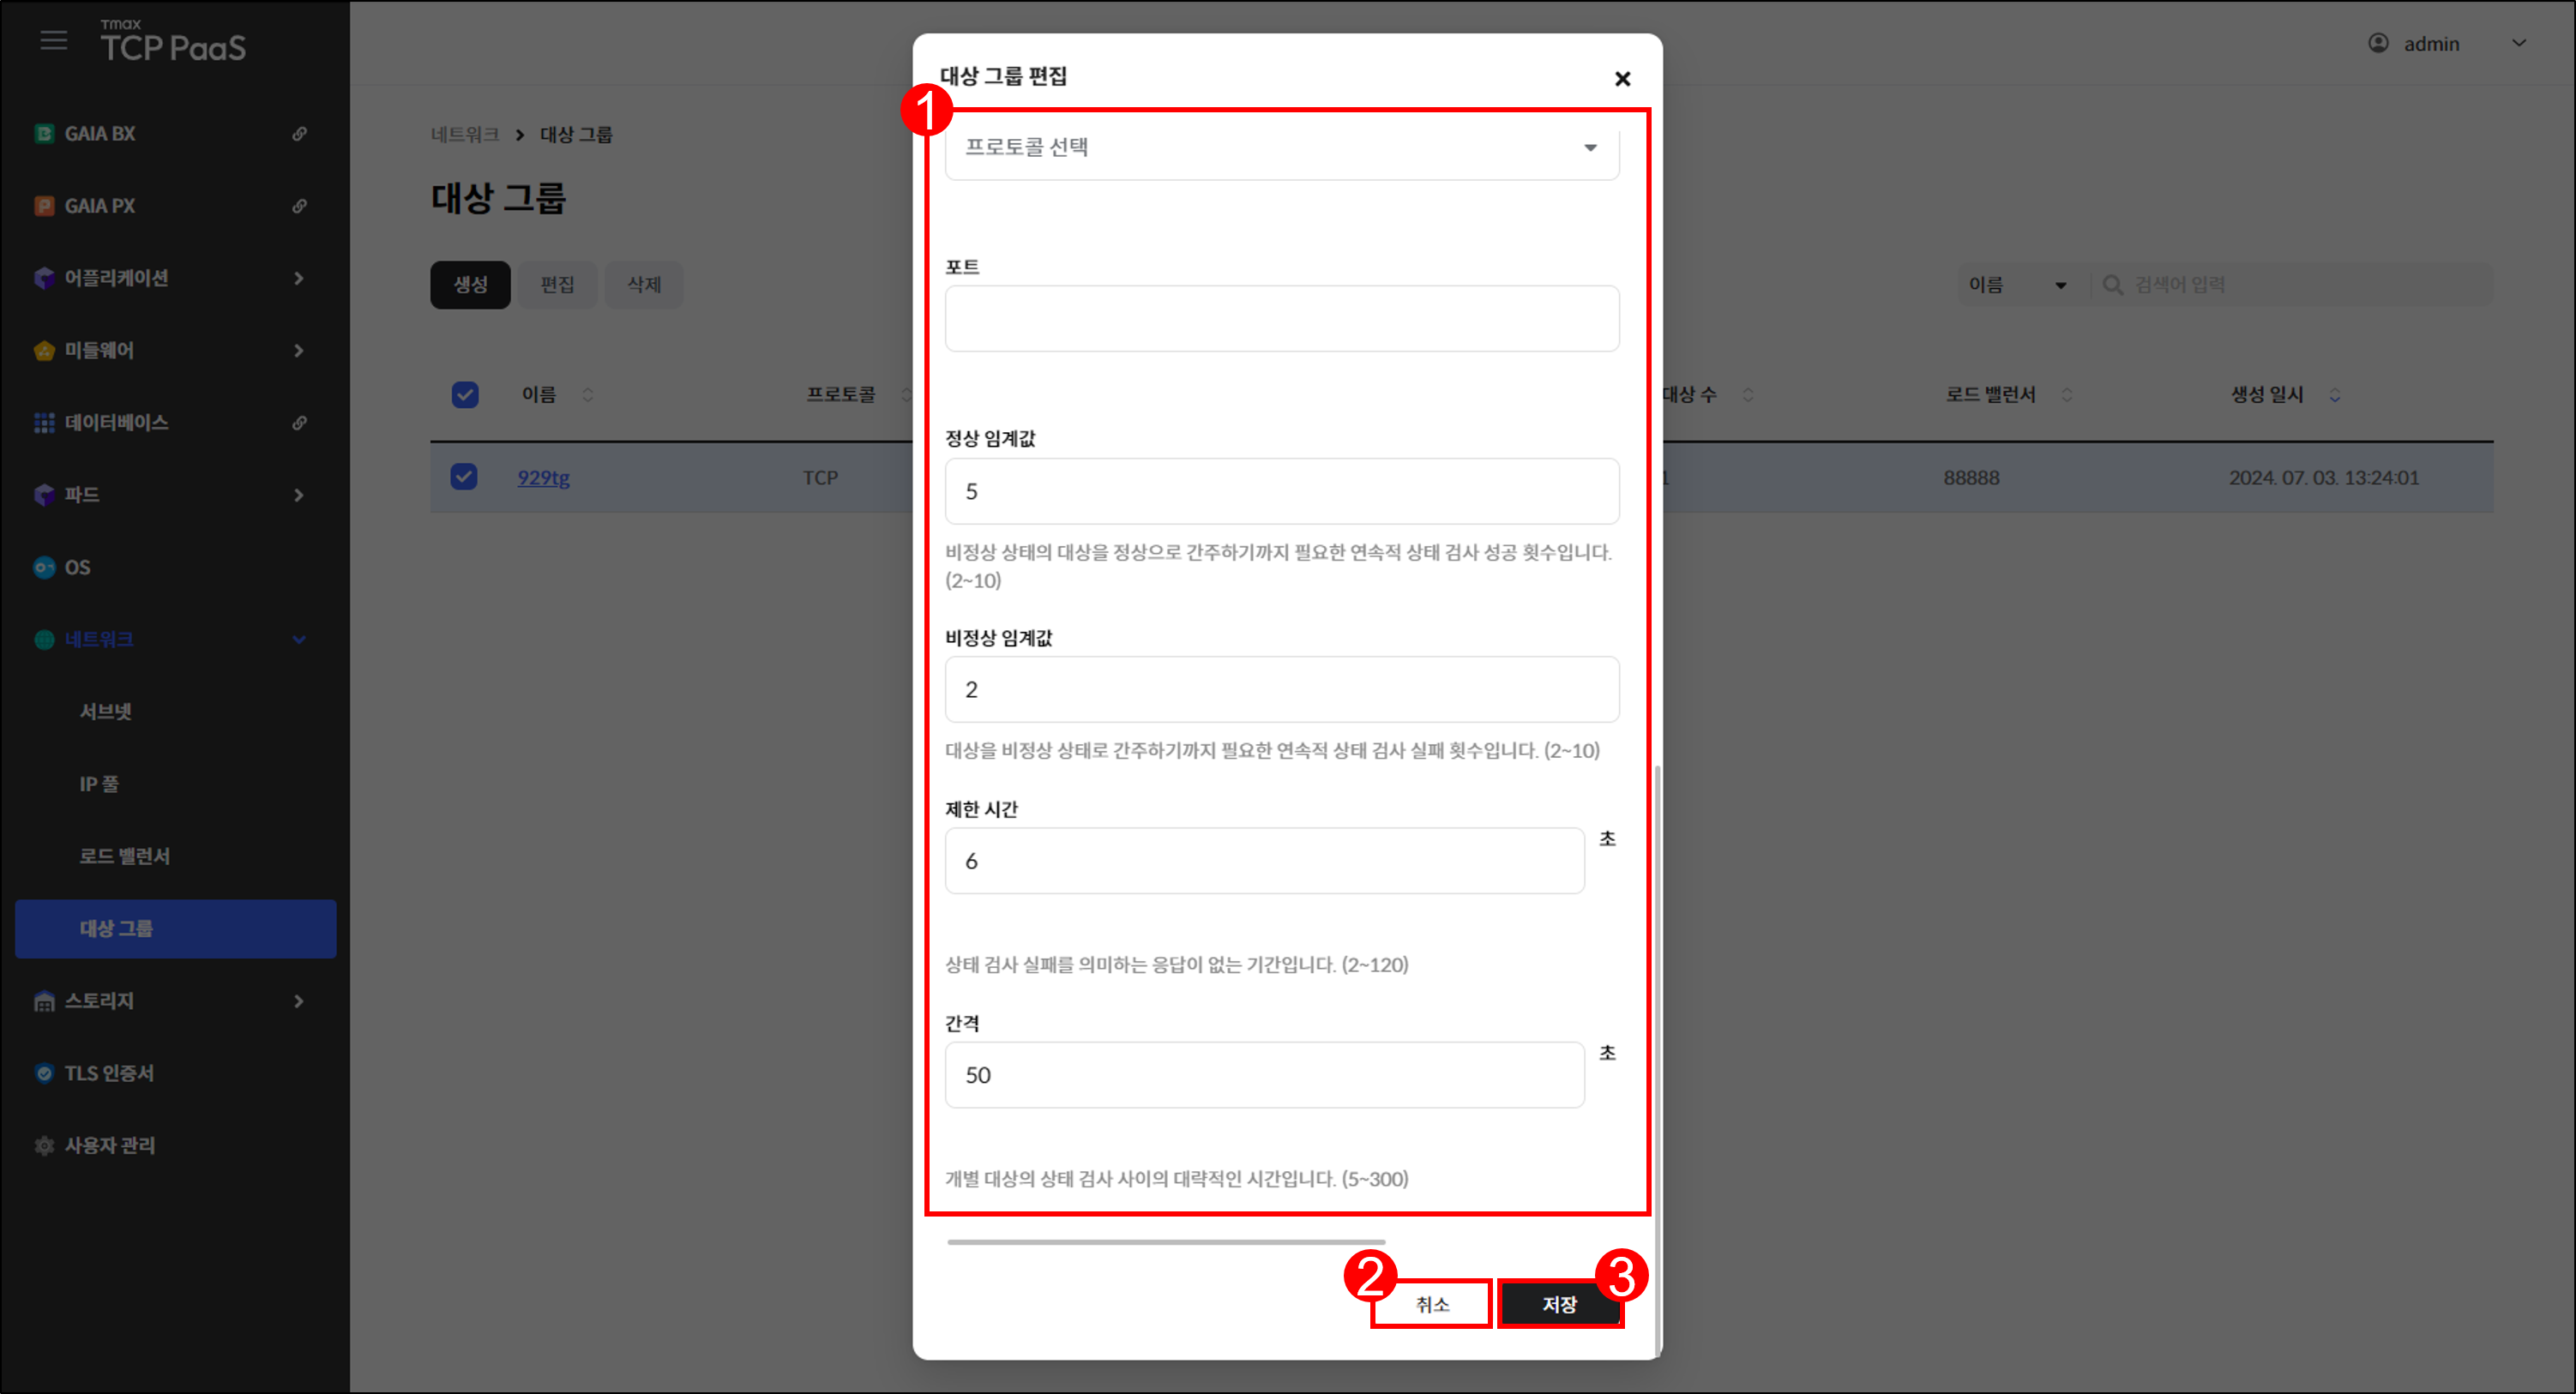 Tmax
TCP PaaS
admin
GAIA BX
GAIA PX
어플리케이션
미들웨어
데이터베이스
파드
OS
네트워크
서브넷
IP 풀
로드 밸런서
대상 그룹
스토리지
TLS 인증서
사용자 관리
네트워크 > 대상 그룹
대상 그룹
생성 편집 삭제
이름 검색어 입력
이름 프로토콜 대상 수 로드 밸런서 생성 일시
929tg TCP 1 88888 2024. 07. 03. 13:24:01
대상 그룹 편집
1
프로토콜 선택
포트
정상 임계값
5
비정상 상태의 대상을 정상으로 간주하기까지 필요한 연속적 상태 검사 성공 횟수입니다.
(2~10)
비정상 임계값
2
대상을 비정상 상태로 간주하기까지 필요한 연속적 상태 검사 실패 횟수입니다. (2~10)
제한 시간
6 초
상태 검사 실패를 의미하는 응답이 없는 기간입니다. (2~120)
간격
50 초
개별 대상의 상태 검사 사이의 대략적인 시간입니다. (5~300)
2 취소 저장 3